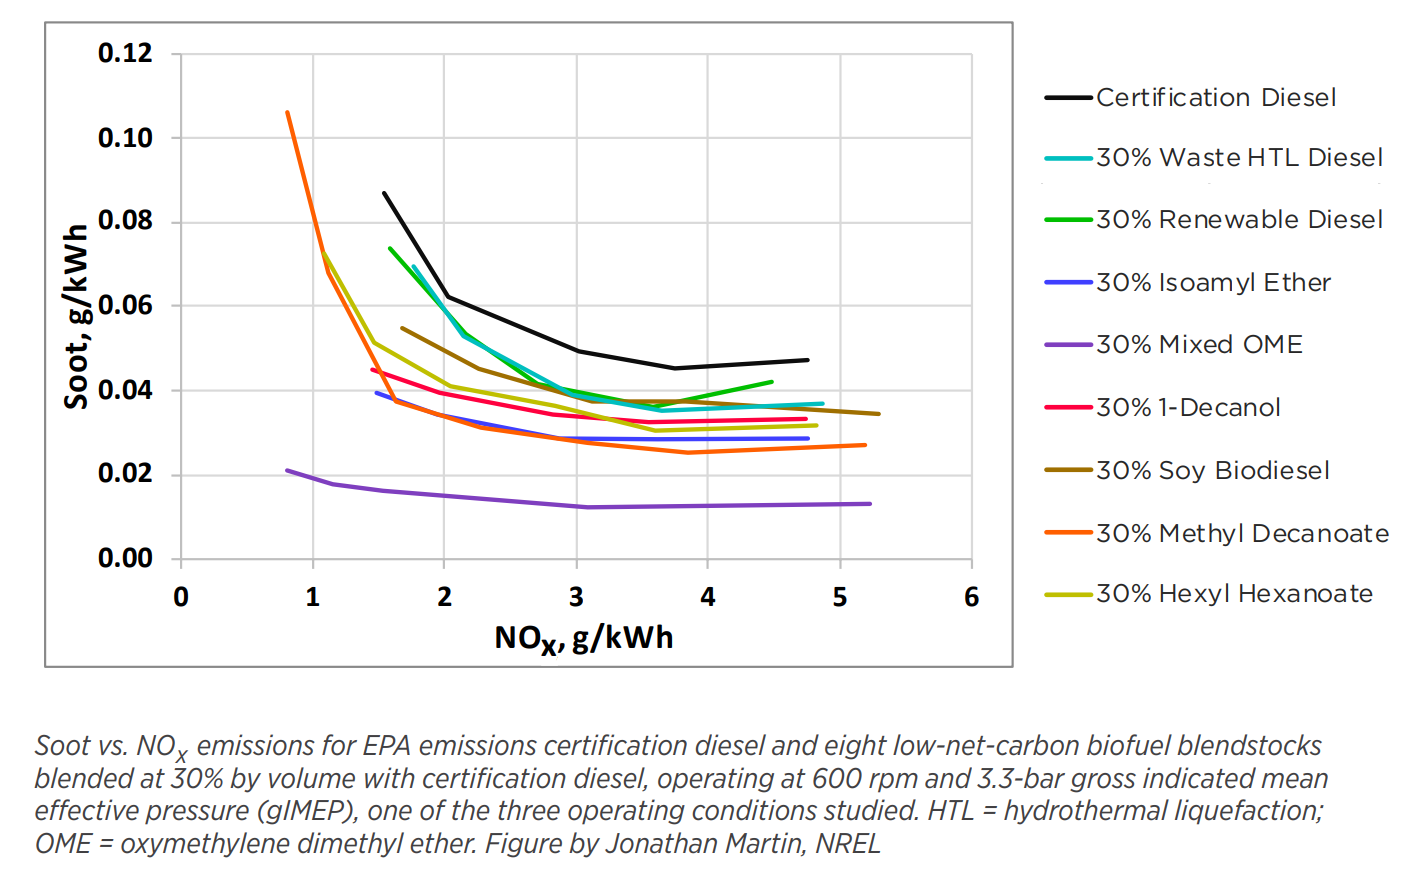 0.12
0.10
0.08
0.06
0.04
0.02
0.00
Soot, g/kWh
0 1 2 3 4 5 6
NOx, g/kWh
Certification Diesel
30% Waste HTL Diesel
30% Renewable Diesel
30% Isoamyl Ether
30% Mixed OME
30% 1-Decanol
30% Soy Biodiesel
30% Methyl Decanoate
30% Hexyl Hexanoate
Soot vs. NOx emissions for EPA emissions certification diesel and eight low-net-carbon biofuel blendstocks
blended at 30% by volume with certification diesel, operating at 600 rpm and 3.3-bar gross indicated mean
effective pressure (gIMEP), one of the three operating conditions studied. HTL = hydrothermal liquefaction;
OME = oxymethylene dimethyl ether. Figure by Jonathan Martin, NREL